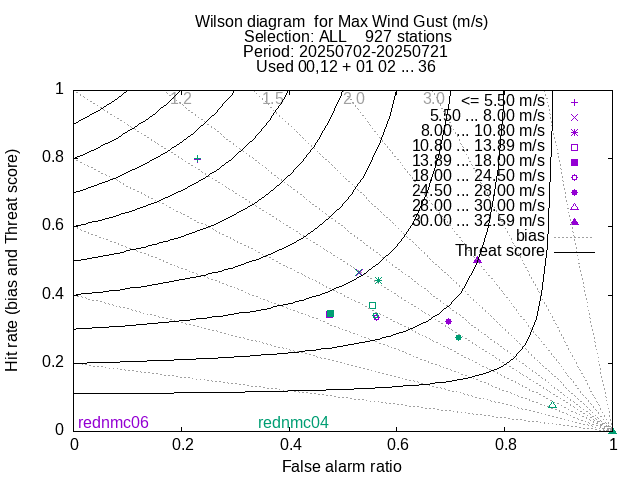 Wilson diagram  for Max Wind Gust (m/s)
Selection: ALL    927 stations
Period: 20250702-20250721
Used 00,12 + 01 02 ... 36
1.2 1.5 2.0 3.0
<= 5.50 m/s
5.50 ... 8.00 m/s
8.00 ... 10.80 m/s
10.80 ... 13.89 m/s
13.89 ... 18.00 m/s
18.00 ... 24.50 m/s
24.50 ... 28.00 m/s
28.00 ... 30.00 m/s
30.00 ... 32.59 m/s
bias
Threat score
Hit rate (bias and Threat score)
1
0.8
0.6
0.4
0.2
0
rednmc06 rednmc04
0 0.2 0.4 0.6 0.8 1
False alarm ratio